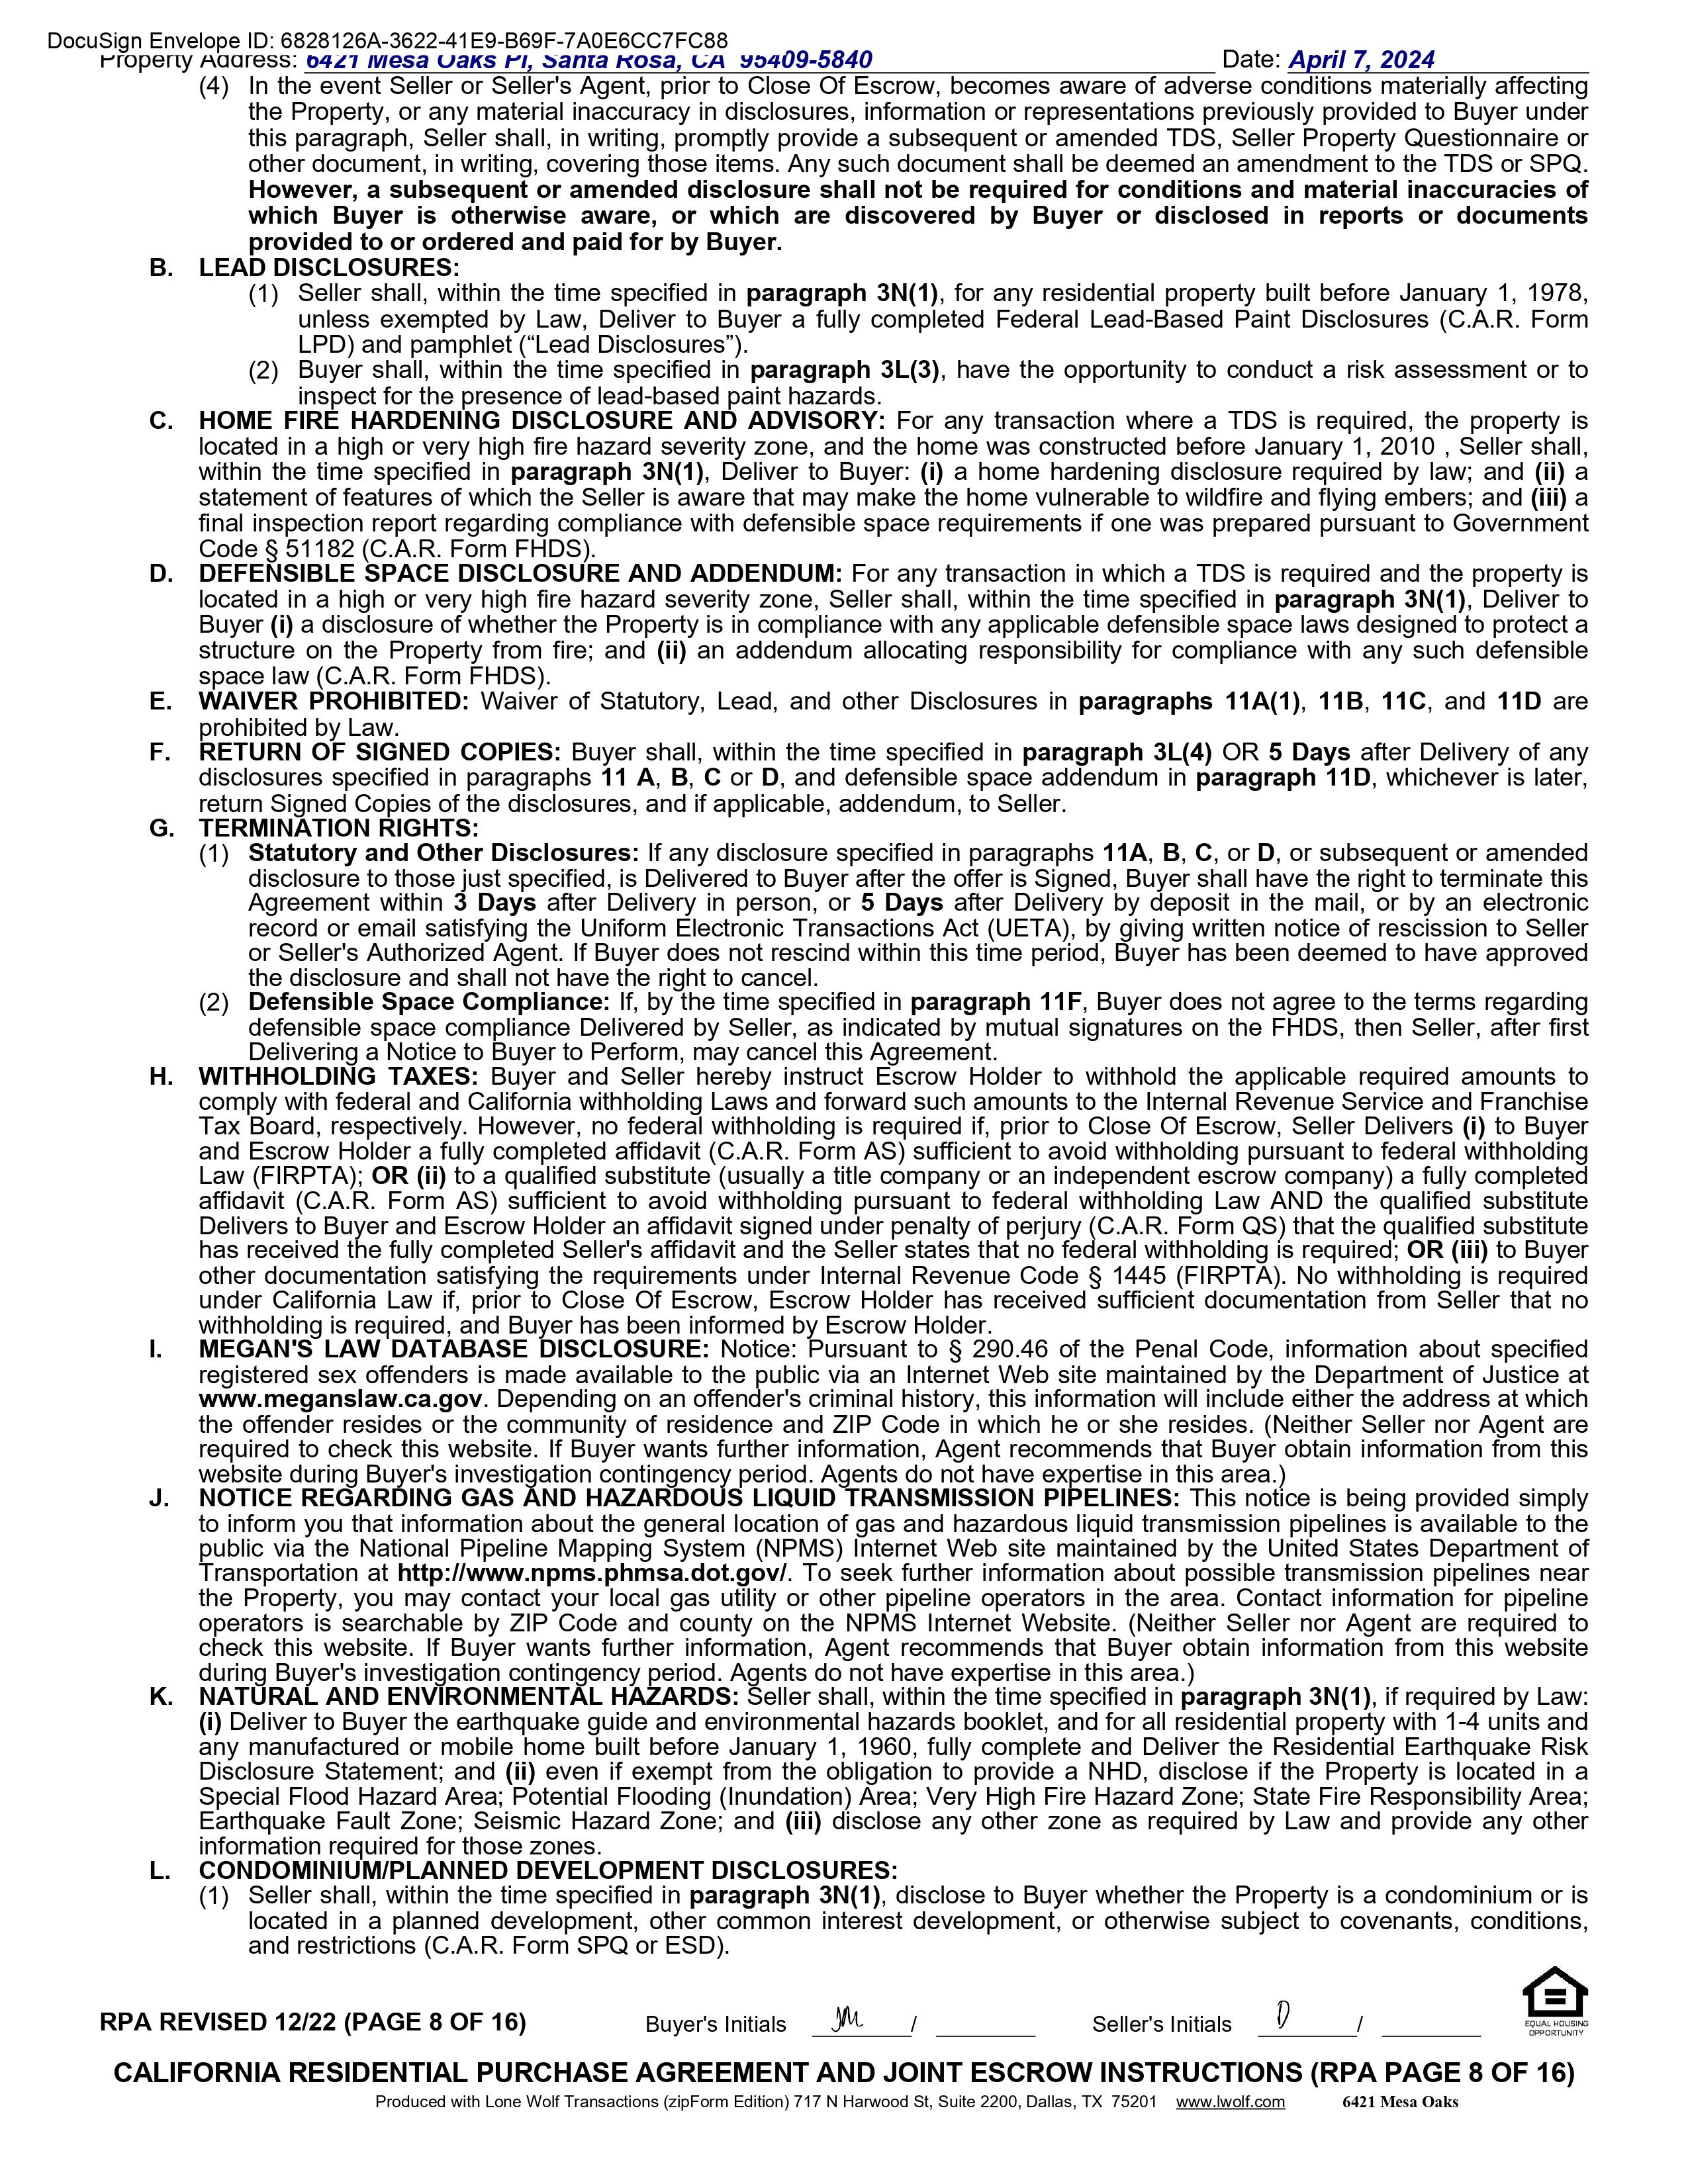 DocuSign Envelope ID: 6828126A-3622-41E9-B69F-7A0E6CC7FC88
Property Address: 6421 Mesa Oaks Pl, Santa Rosa, CA 95409-5840 Date: April 7, 2024
(4) In the event Seller or Seller's Agent, prior to Close Of Escrow, becomes aware of adverse conditions materially affecting
the Property, or any material inaccuracy in disclosures, information or representations previously provided to Buyer under
this paragraph, Seller shall, in writing, promptly provide a subsequent or amended TDS, Seller Property Questionnaire or
other document, in writing, covering those items. Any such document shall be deemed an amendment to the TDS or SPQ.
However, a subsequent or amended disclosure shall not be required for conditions and material inaccuracies of
which Buyer is otherwise aware, or which are discovered by Buyer or disclosed in reports or documents
provided to or ordered and paid for by Buyer.
B. LEAD DISCLOSURES:
(1) Seller shall, within the time specified in paragraph 3N(1), for any residential property built before January 1, 1978,
unless exempted by Law, Deliver to Buyer a fully completed Federal Lead-Based Paint Disclosures (C.A.R. Form
LPD) and pamphlet (“Lead Disclosures”).
(2) Buyer shall, within the time specified in paragraph 3L(3), have the opportunity to conduct a risk assessment or to
inspect for the presence of lead-based paint hazards.
C. HOME FIRE HARDENING DISCLOSURE AND ADVISORY: For any transaction where a TDS is required, the property is
located in a high or very high fire hazard severity zone, and the home was constructed before January 1, 2010 , Seller shall,
within the time specified in paragraph 3N(1), Deliver to Buyer: (i) a home hardening disclosure required by law; and (ii) a
statement of features of which the Seller is aware that may make the home vulnerable to wildfire and flying embers; and (iii) a
final inspection report regarding compliance with defensible space requirements if one was prepared pursuant to Government
Code § 51182 (C.A.R. Form FHDS).
D. DEFENSIBLE SPACE DISCLOSURE AND ADDENDUM: For any transaction in which a TDS is required and the property is
located in a high or very high fire hazard severity zone, Seller shall, within the time specified in paragraph 3N(1), Deliver to
Buyer (i) a disclosure of whether the Property is in compliance with any applicable defensible space laws designed to protect a
structure on the Property from fire; and (ii) an addendum allocating responsibility for compliance with any such defensible
space law (C.A.R. Form FHDS).
E. WAIVER PROHIBITED: Waiver of Statutory, Lead, and other Disclosures in paragraphs 11A(1), 11B, 11C, and 11D are
prohibited by Law.
F. RETURN OF SIGNED COPIES: Buyer shall, within the time specified in paragraph 3L(4) OR 5 Days after Delivery of any
disclosures specified in paragraphs 11 A, B, C or D, and defensible space addendum in paragraph 11D, whichever is later,
return Signed Copies of the disclosures, and if applicable, addendum, to Seller.
G. TERMINATION RIGHTS:
(1) Statutory and Other Disclosures: If any disclosure specified in paragraphs 11A, B, C, or D, or subsequent or amended
disclosure to those just specified, is Delivered to Buyer after the offer is Signed, Buyer shall have the right to terminate this
Agreement within 3 Days after Delivery in person, or 5 Days after Delivery by deposit in the mail, or by an electronic
record or email satisfying the Uniform Electronic Transactions Act (UETA), by giving written notice of rescission to Seller
or Seller's Authorized Agent. If Buyer does not rescind within this time period, Buyer has been deemed to have approved
the disclosure and shall not have the right to cancel.
(2) Defensible Space Compliance: If, by the time specified in paragraph 11F, Buyer does not agree to the terms regarding
defensible space compliance Delivered by Seller, as indicated by mutual signatures on the FHDS, then Seller, after first
Delivering a Notice to Buyer to Perform, may cancel this Agreement.
H. WITHHOLDING TAXES: Buyer and Seller hereby instruct Escrow Holder to withhold the applicable required amounts to
comply with federal and California withholding Laws and forward such amounts to the Internal Revenue Service and Franchise
Tax Board, respectively. However, no federal withholding is required if, prior to Close Of Escrow, Seller Delivers (i) to Buyer
and Escrow Holder a fully completed affidavit (C.A.R. Form AS) sufficient to avoid withholding pursuant to federal withholding
Law (FIRPTA); OR (ii) to a qualified substitute (usually a title company or an independent escrow company) a fully completed
affidavit (C.A.R. Form AS) sufficient to avoid withholding pursuant to federal withholding Law AND the qualified substitute
Delivers to Buyer and Escrow Holder an affidavit signed under penalty of perjury (C.A.R. Form QS) that the qualified substitute
has received the fully completed Seller's affidavit and the Seller states that no federal withholding is required; OR (iii) to Buyer
other documentation satisfying the requirements under Internal Revenue Code § 1445 (FIRPTA). No withholding is required
under California Law if, prior to Close Of Escrow, Escrow Holder has received sufficient documentation from Seller that no
withholding is required, and Buyer has been informed by Escrow Holder.
I. MEGAN'S LAW DATABASE DISCLOSURE: Notice: Pursuant to § 290.46 of the Penal Code, information about specified
registered sex offenders is made available to the public via an Internet Web site maintained by the Department of Justice at
www.meganslaw.ca.gov. Depending on an offender's criminal history, this information will include either the address at which
the offender resides or the community of residence and ZIP Code in which he or she resides. (Neither Seller nor Agent are
required to check this website. If Buyer wants further information, Agent recommends that Buyer obtain information from this
website during Buyer's investigation contingency period. Agents do not have expertise in this area.)
J. NOTICE REGARDING GAS AND HAZARDOUS LIQUID TRANSMISSION PIPELINES: This notice is being provided simply
to inform you that information about the general location of gas and hazardous liquid transmission pipelines is available to the
public via the National Pipeline Mapping System (NPMS) Internet Web site maintained by the United States Department of
Transportation at http://www.npms.phmsa.dot.gov/. To seek further information about possible transmission pipelines near
the Property, you may contact your local gas utility or other pipeline operators in the area. Contact information for pipeline
operators is searchable by ZIP Code and county on the NPMS Internet Website. (Neither Seller nor Agent are required to
check this website. If Buyer wants further information, Agent recommends that Buyer obtain information from this website
during Buyer's investigation contingency period. Agents do not have expertise in this area.)
K. NATURAL AND ENVIRONMENTAL HAZARDS: Seller shall, within the time specified in paragraph 3N(1), if required by Law:
(i) Deliver to Buyer the earthquake guide and environmental hazards booklet, and for all residential property with 1-4 units and
any manufactured or mobile home built before January 1, 1960, fully complete and Deliver the Residential Earthquake Risk
Disclosure Statement; and (ii) even if exempt from the obligation to provide a NHD, disclose if the Property is located in a
Special Flood Hazard Area; Potential Flooding (Inundation) Area; Very High Fire Hazard Zone; State Fire Responsibility Area;
Earthquake Fault Zone; Seismic Hazard Zone; and (iii) disclose any other zone as required by Law and provide any other
information required for those zones.
L. CONDOMINIUM/PLANNED DEVELOPMENT DISCLOSURES:
(1) Seller shall, within the time specified in paragraph 3N(1), disclose to Buyer whether the Property is a condominium or is
located in a planned development, other common interest development, or otherwise subject to covenants, conditions,
and restrictions (C.A.R. Form SPQ or ESD).
RPA REVISED 12/22 (PAGE 8 OF 16) Buyer's Initials JM / Seller's Initials D /
EQUAL HOUSING
OPPORTUNITY
CALIFORNIA RESIDENTIAL PURCHASE AGREEMENT AND JOINT ESCROW INSTRUCTIONS (RPA PAGE 8 OF 16)
Produced with Lone Wolf Transactions (zipForm Edition) 717 N Harwood St, Suite 2200, Dallas, TX 75201 www.lwolf.com 6421 Mesa Oaks